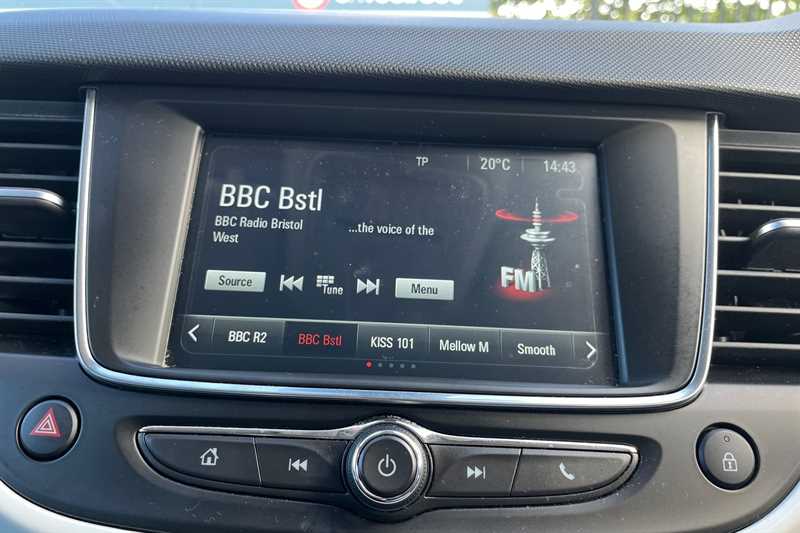 TP 20°C 14:43
BBC Bstl
BBC Radio Bristol ...the voice of the
West
Source Tune Menu
FM
BBC R2 BBC Bstl KISS 101 Mellow M Smooth